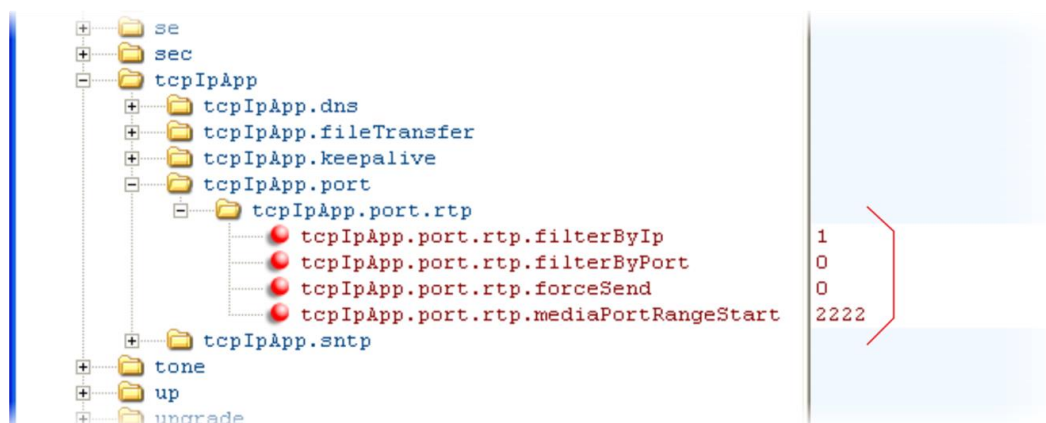 se
sec
tcpIpApp
tcpIpApp.dns
tcpIpApp.fileTransfer
tcpIpApp.keepalive
tcpIpApp.port
tcpIpApp.port.rtp
tcpIpApp.port.rtp.filterByIp 1
tcpIpApp.port.rtp.filterByPort 0
tcpIpApp.port.rtp.forceSend 0
tcpIpApp.port.rtp.mediaPortRangeStart 2222
tcpIpApp.sntp
tone
up
upgrade